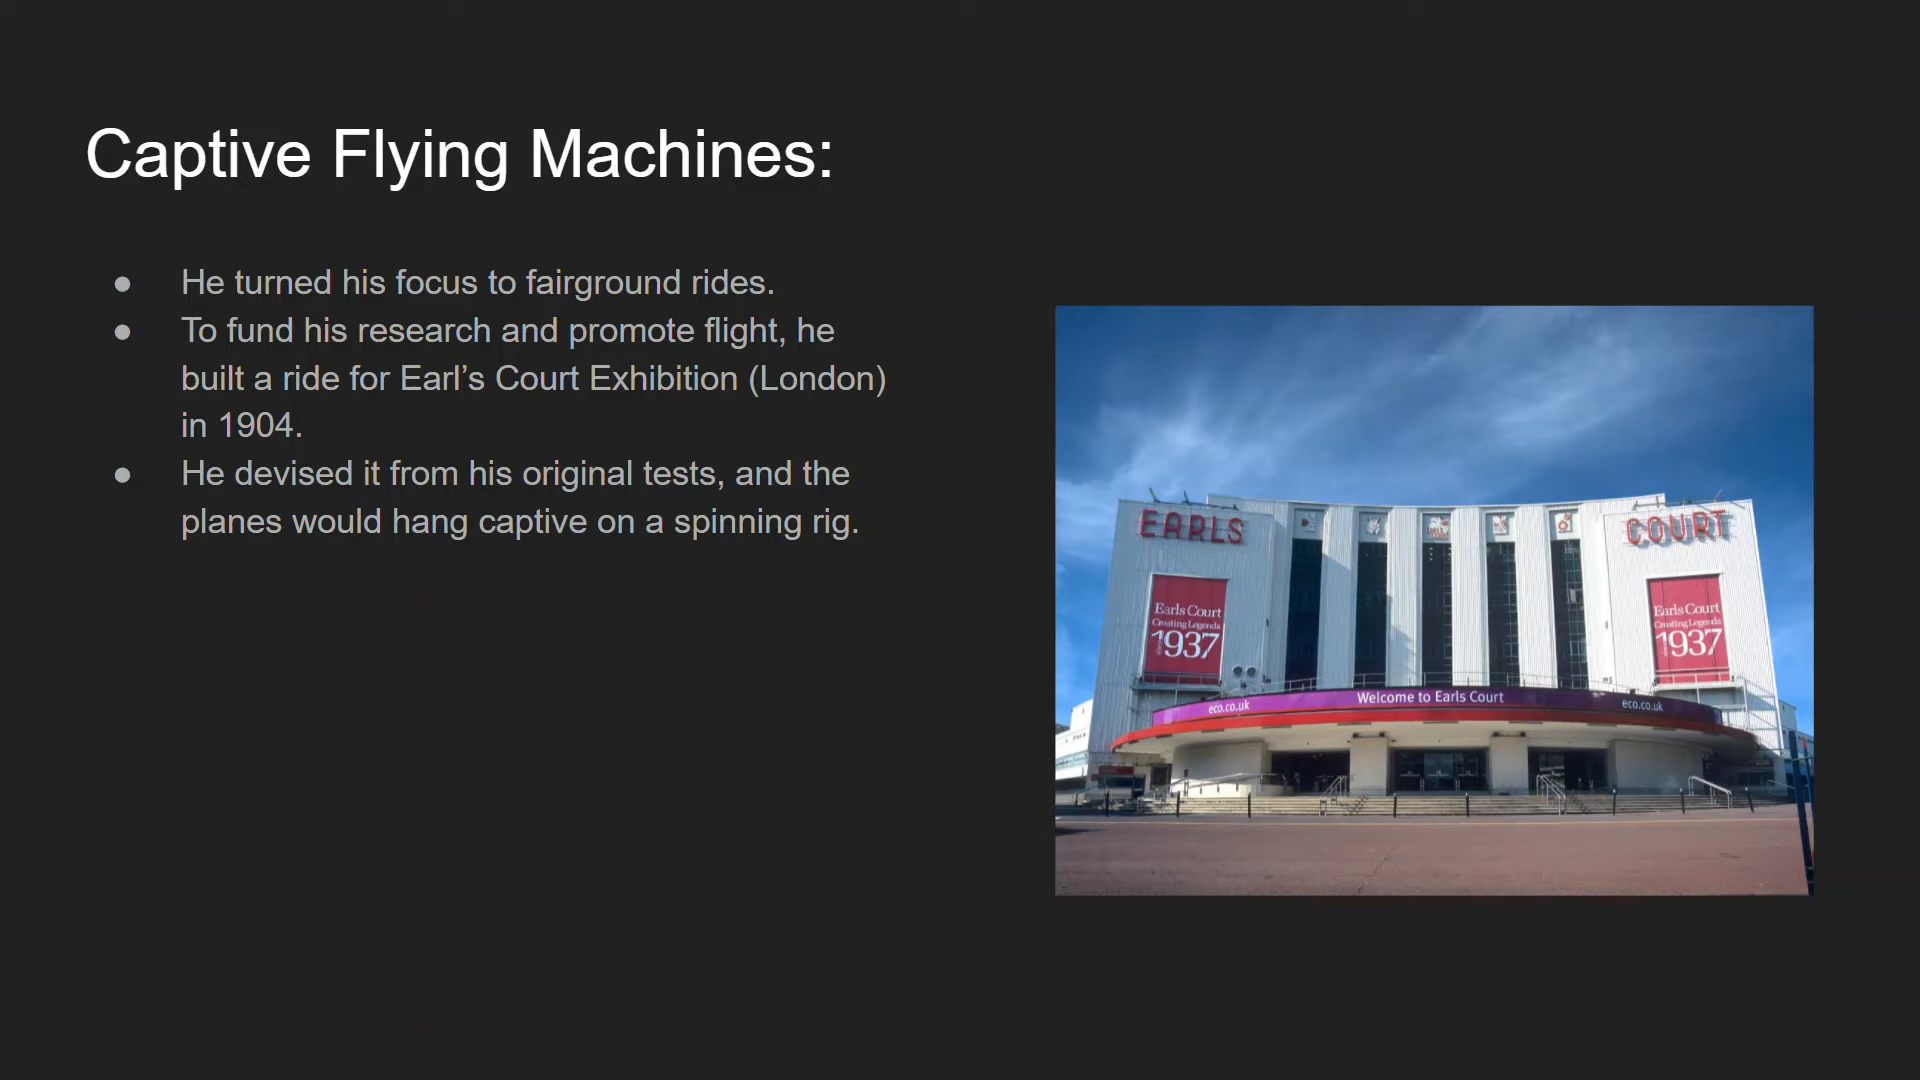 Captive Flying Machines:
● He turned his focus to fairground rides.
● To fund his research and promote flight, he
built a ride for Earl’s Court Exhibition (London)
in 1904.
● He devised it from his original tests, and the
planes would hang captive on a spinning rig.
EARLS
COURT
Earls Court
Creating Legends
1937
Earls Court
Creating Legends
1937
eco.co.uk
Welcome to Earls Court
eco.co.uk